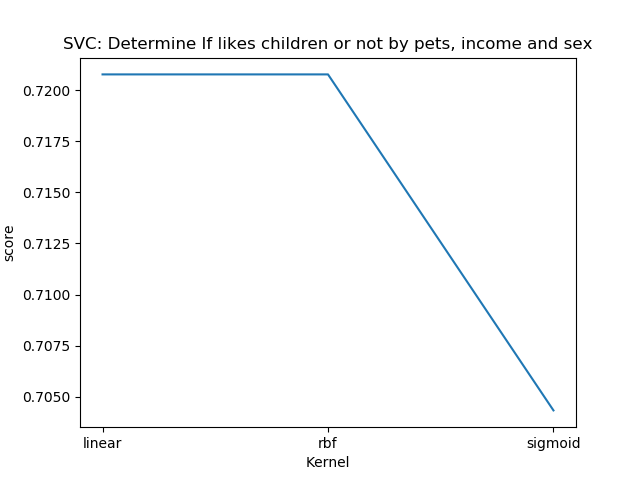 SVC: Determine If likes children or not by pets, income and sex
0.7200
0.7175
0.7150
0.7125
0.7100
0.7075
0.7050
score
linear rbf sigmoid
Kernel